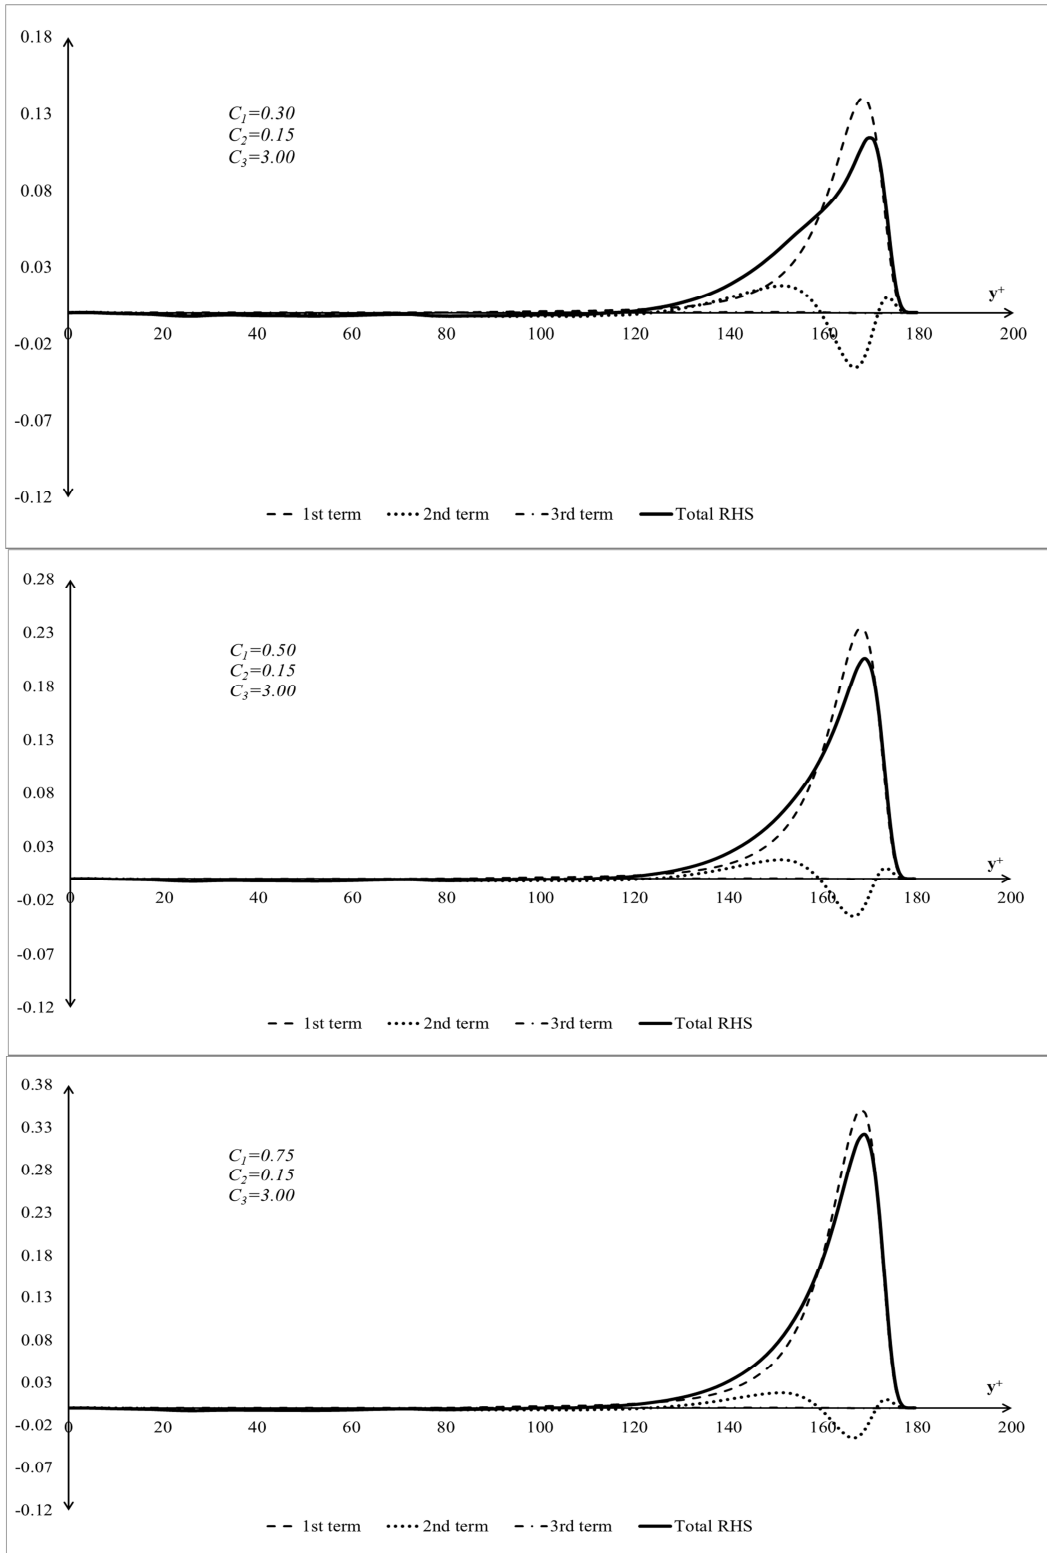 0.18
C1=0.30
0.13
C2=0.15
C3=3.00
0.08
0.03
y+
0 20 40 60 80 100 120 140 160 180 200
-0.02
-0.07
-0.12
1st term 2nd term 3rd term Total RHS
0.28
0.23
C1=0.50
C2=0.15
0.18
C3=3.00
0.13
0.08
0.03
y+
0 20 40 60 80 100 120 140 160 180 200
-0.02
-0.07
-0.12
1st term 2nd term 3rd term Total RHS
0.38
0.33
C1=0.75
0.28
C2=0.15
C3=3.00
0.23
0.18
0.13
0.08
0.03
y+
-0.02
0 20 40 60 80 100 120 140 160 180 200
-0.07
-0.12
1st term 2nd term 3rd term Total RHS